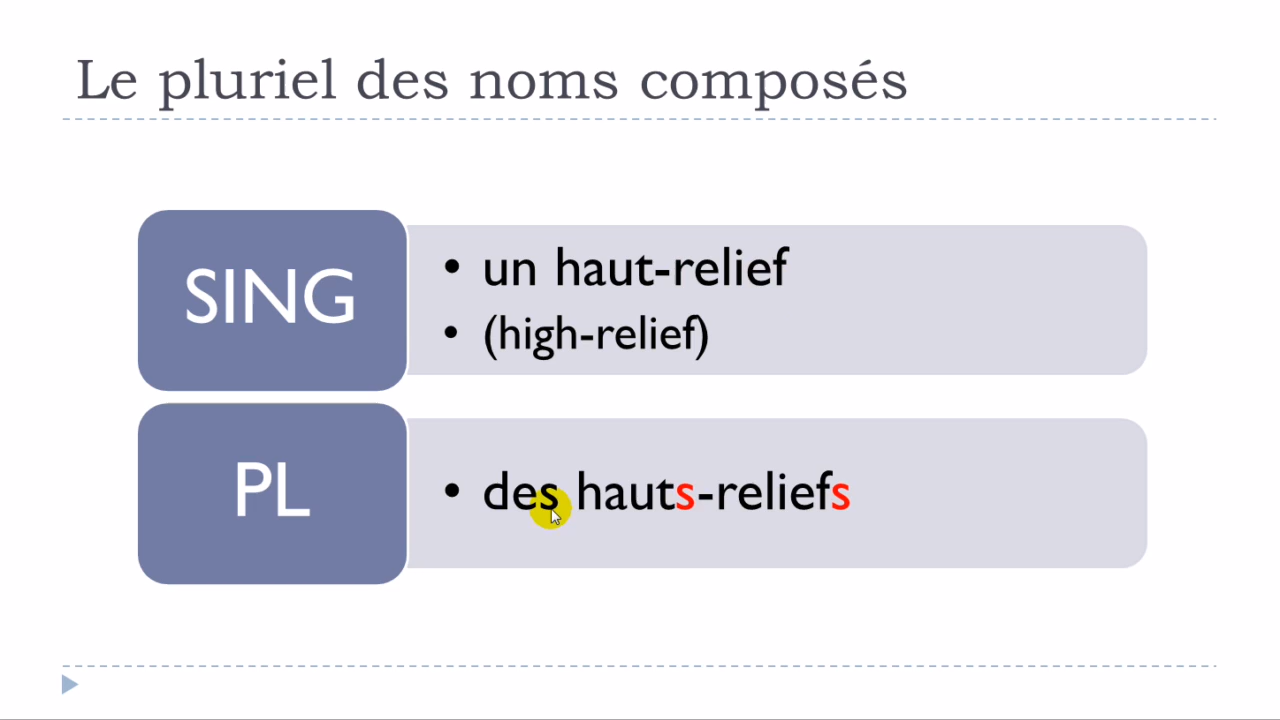 Le pluriel des noms composés
SING
• un haut-relief
• (high-relief)
PL
• des hauts-reliefs